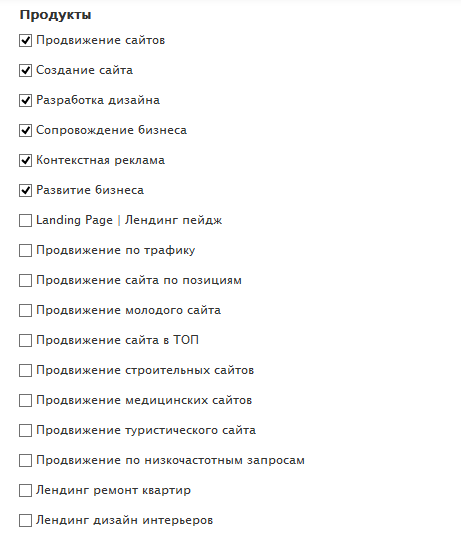 Продукты
Продвижение сайтов
Создание сайта
Разработка дизайна
Сопровождение бизнеса
Контекстная реклама
Развитие бизнеса
Landing Page | Лендинг пейдж
Продвижение по трафику
Продвижение сайта по позициям
Продвижение молодого сайта
Продвижение сайта в ТОП
Продвижение строительных сайтов
Продвижение медицинских сайтов
Продвижение туристического сайта
Продвижение по низкочастотным запросам
Лендинг ремонт квартир
Лендинг дизайн интерьеров